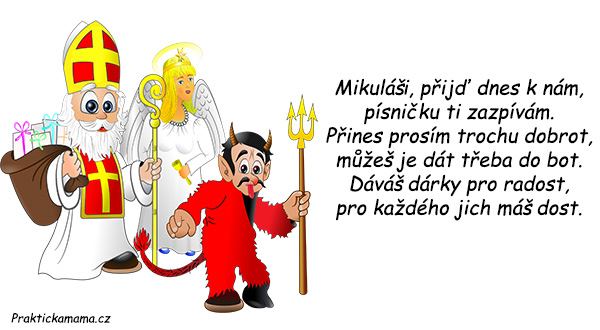 Mikuláši, přijď dnes k nám,
písničku ti zazpívám.
Přines prosím trochu dobrot,
můžeš je dát třeba do bot.
Dáváš dárky pro radost,
pro každého jich máš dost.
Praktickamama.cz